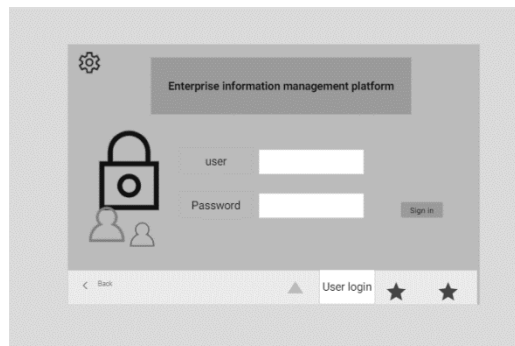 Enterprise information management platform
user
Password
Sign in
Back
User login